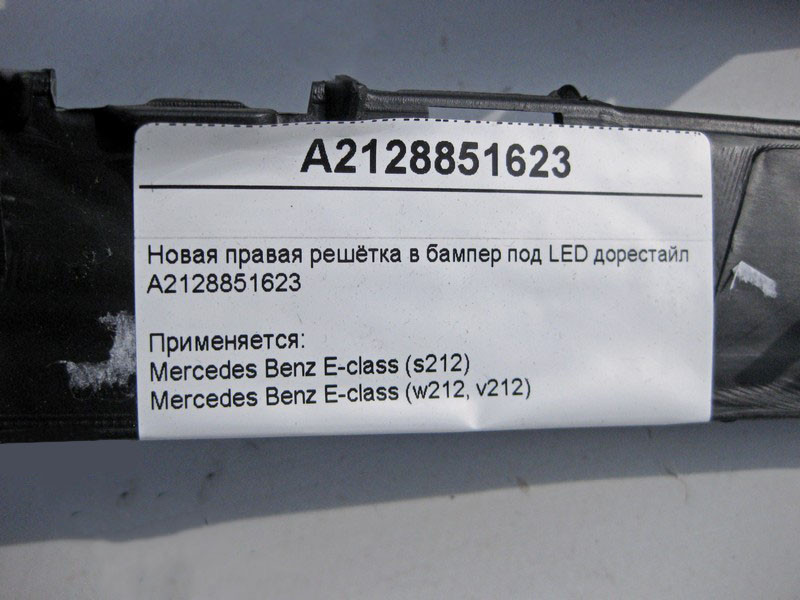 A2128851623
Новая правая решётка в бампер под LED дорестайл
A2128851623
Применяется:
Mercedes Benz E-class (s212)
Mercedes Benz E-class (w212, v212)